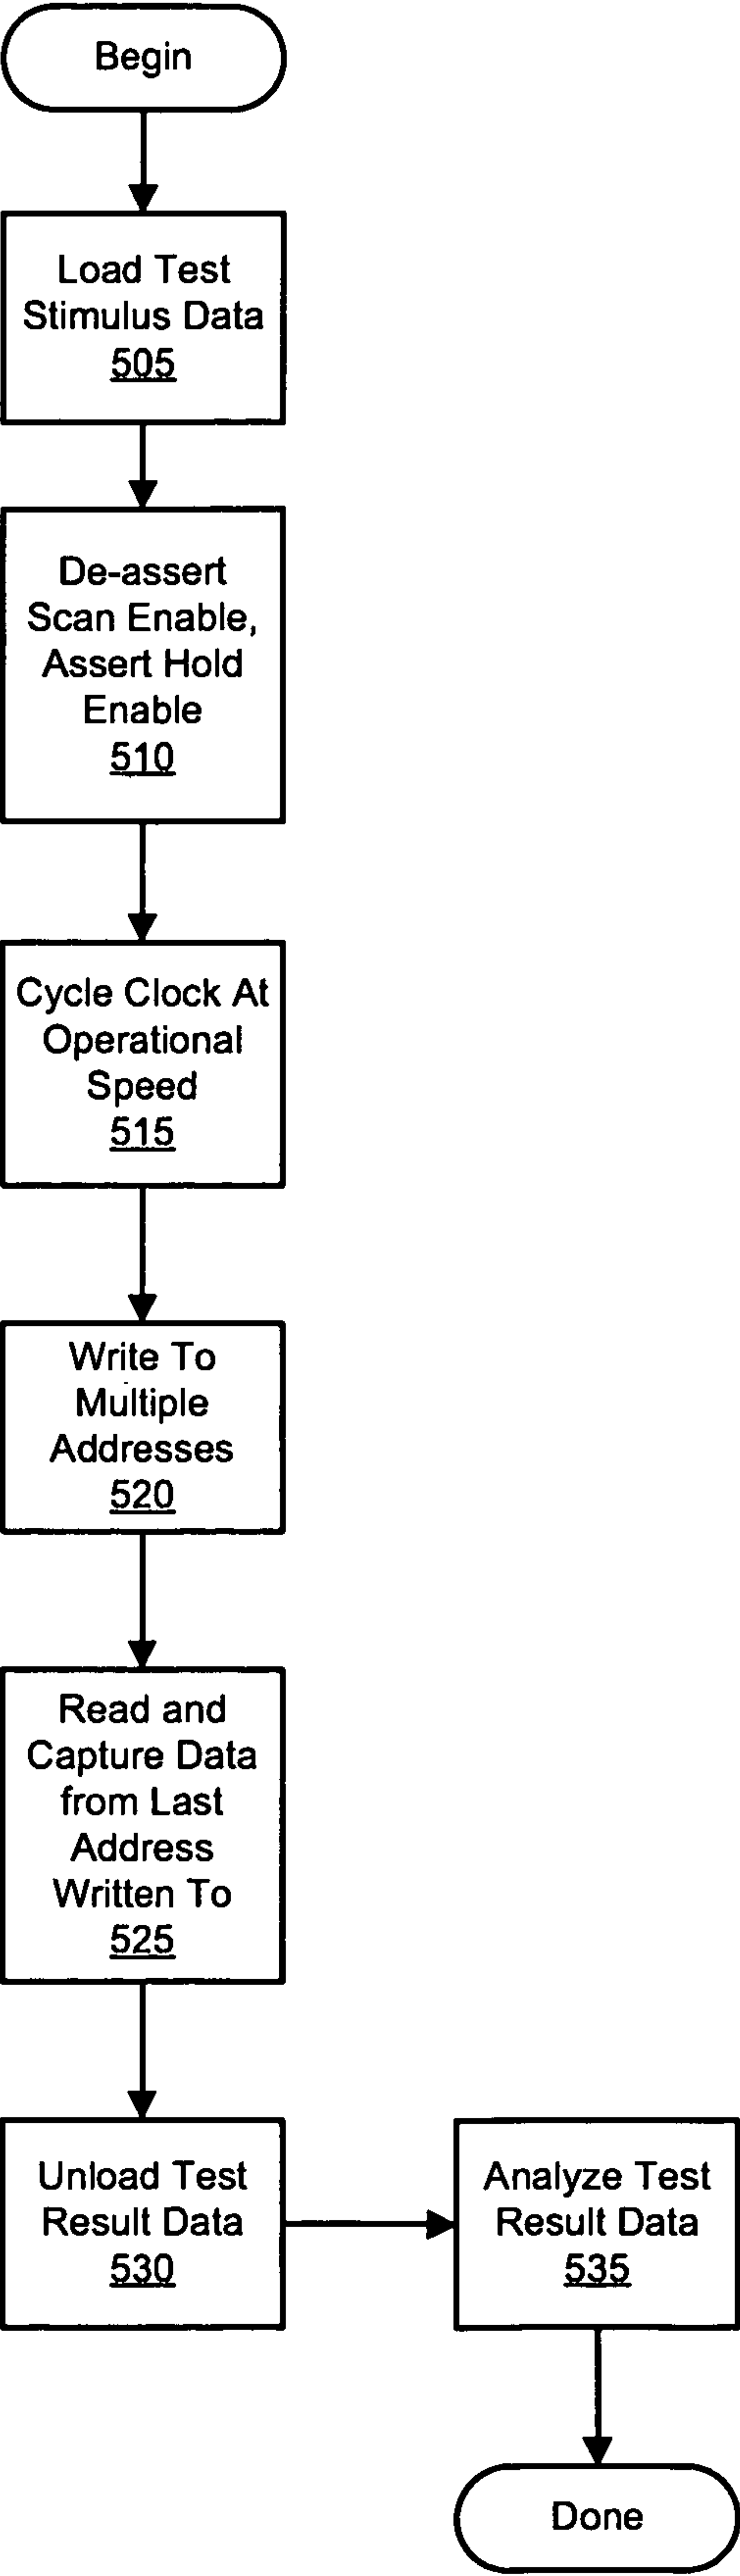 Begin
Load Test
Stimulus Data
505
De-assert
Scan Enable,
Assert Hold
Enable
510
Cycle Clock At
Operational
Speed
515
Write To
Multiple
Addresses
520
Read and
Capture Data
from Last
Address
Written To
525
Unload Test
Result Data
530
Analyze Test
Result Data
535
Done